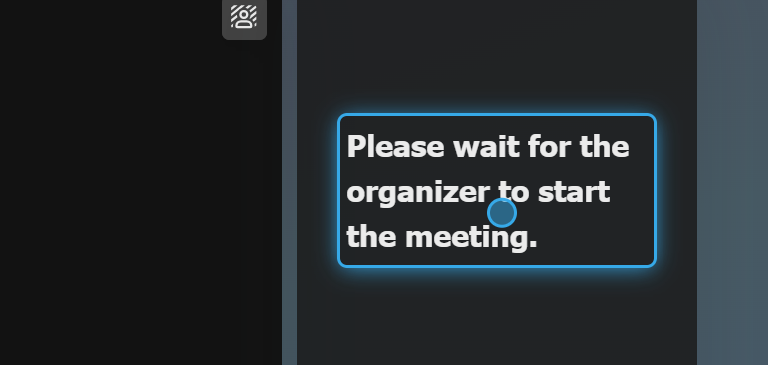 Please wait for the
organizer to start
the meeting.